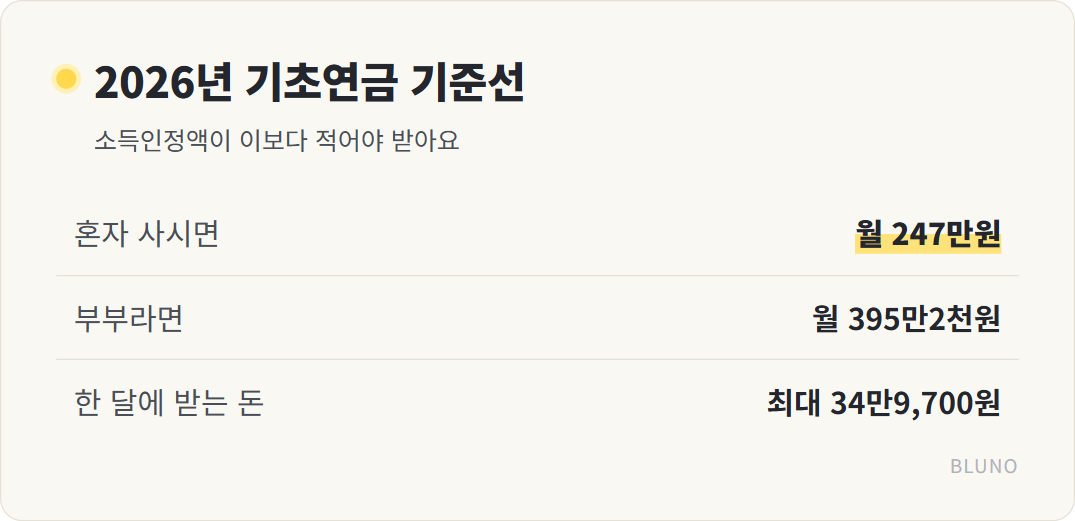 2026년 기초연금 기준선
소득인정액이 이보다 적어야 받아요
혼자 사시면 월 247만원
부부라면 월 395만2천원
한 달에 받는 돈 최대 34만9,700원
BLUNO